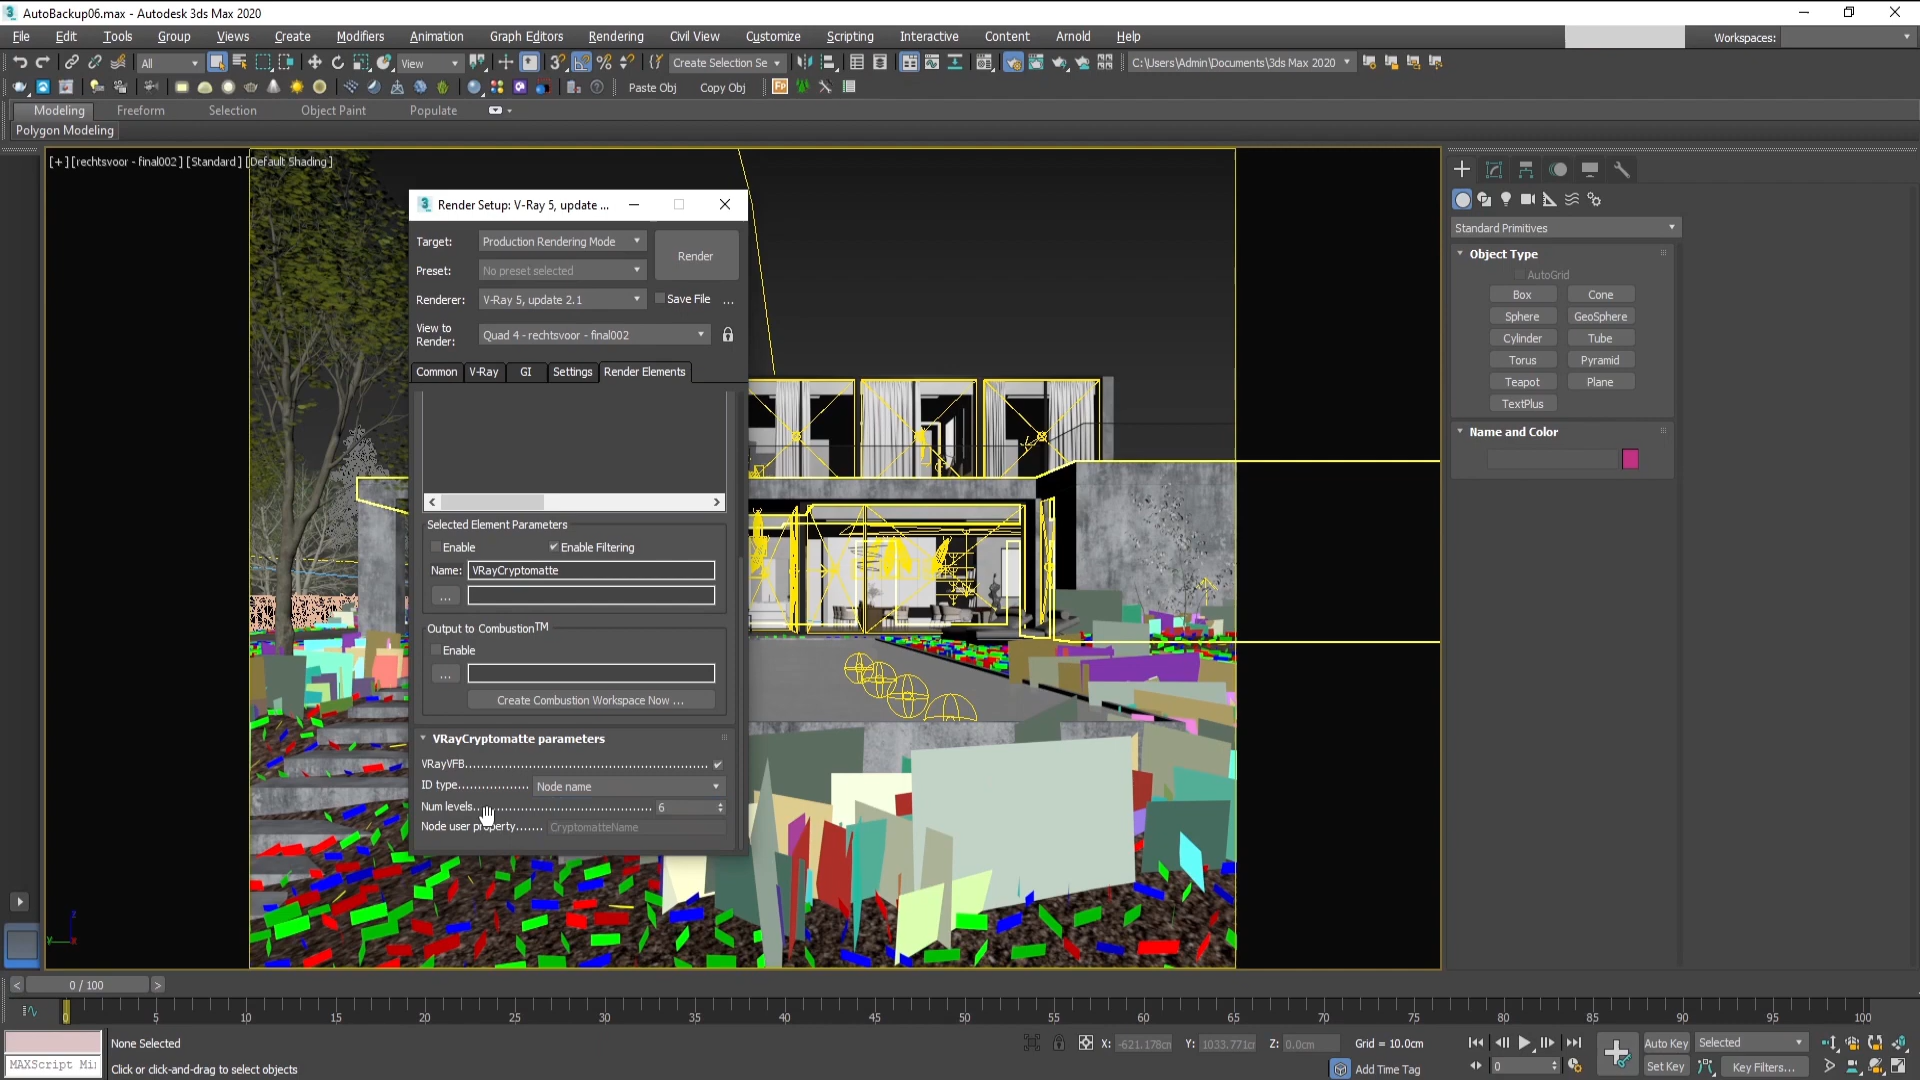 AutoBackup06.max - Autodesk 3ds Max 2020
File Edit Tools Group Views Create Modifiers Animation Graph Editors Rendering Civil View Customize Scripting Interactive Content Arnold Help Workspaces:
All View Create Selection Se C:\Users\Admin\Documents\3ds Max 2020
Paste Obj Copy Obj
Modeling Freeform Selection Object Paint Populate
Polygon Modeling
[+] [rechtsvoor - final002] [Standard] [Default Shading]
Render Setup: V-Ray 5, update ...
Target: Production Rendering Mode Render
Preset: No preset selected
Renderer: V-Ray 5, update 2.1 Save File ...
View to Render: Quad 4 - rechtsvoor - final002
Common V-Ray GI Settings Render Elements
Selected Element Parameters
Enable Enable Filtering
Name: VRayCryptomatte
...
Output to Combustion™
Enable
...
Create Combustion Workspace Now ...
VRayCryptomatte parameters
VRayVFB
ID type Node name
Num levels 6
Node user property CryptomatteName
Standard Primitives
Object Type
AutoGrid
Box Cone
Sphere GeoSphere
Cylinder Tube
Torus Pyramid
Teapot Plane
TextPlus
Name and Color
0 / 100
0 5 10 15 20 25 30 35 40 45 50 55 60 65 70 75 80 85 90 95 100
None Selected X: -621.178cm Y: 1033.771cm Z: 0.0cm Grid = 10.0cm Auto Key Selected
MAXScript Mi Click or click-and-drag to select objects Add Time Tag 0 Set Key Key Filters...